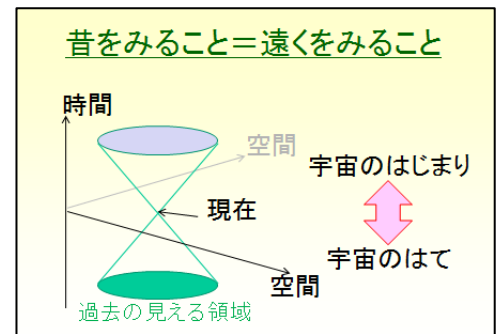 昔をみること＝遠くをみること
時間
空間
宇宙のはじまり
現在
宇宙のはて
空間
過去の見える領域